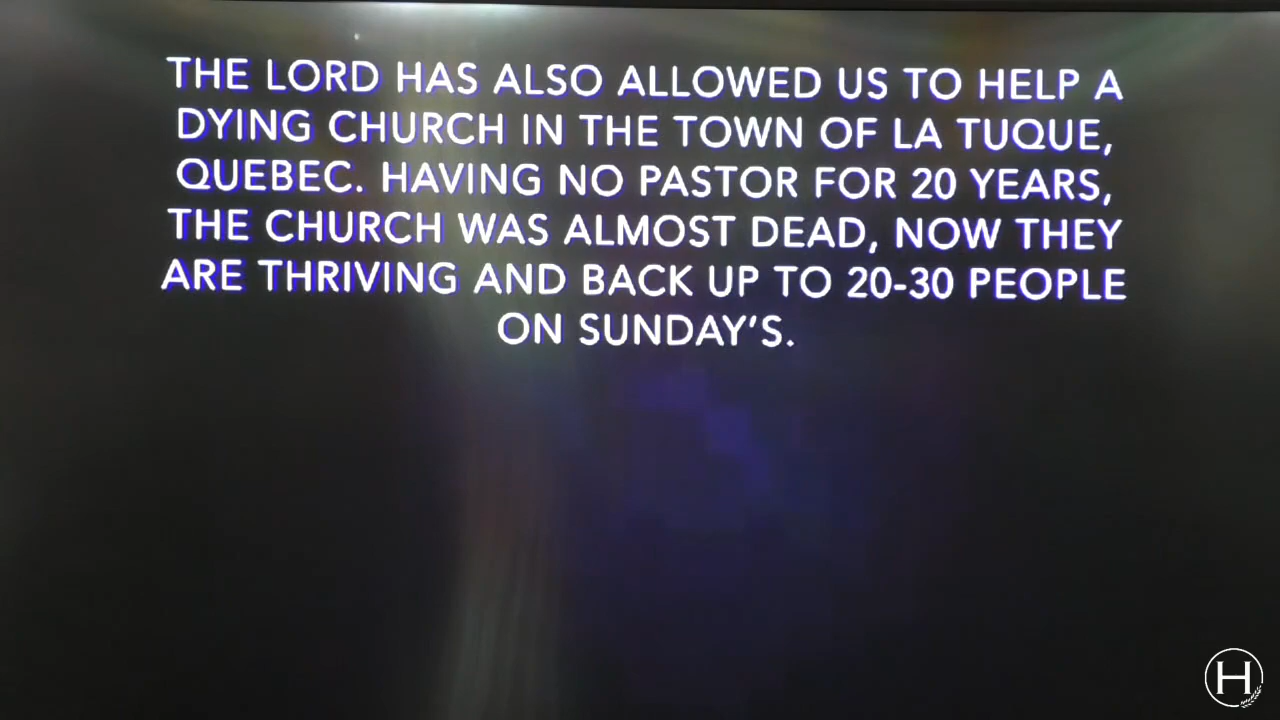 THE LORD HAS ALSO ALLOWED US TO HELP A
DYING CHURCH IN THE TOWN OF LA TUQUE,
QUEBEC. HAVING NO PASTOR FOR 20 YEARS,
THE CHURCH WAS ALMOST DEAD, NOW THEY
ARE THRIVING AND BACK UP TO 20-30 PEOPLE
ON SUNDAY'S.
H